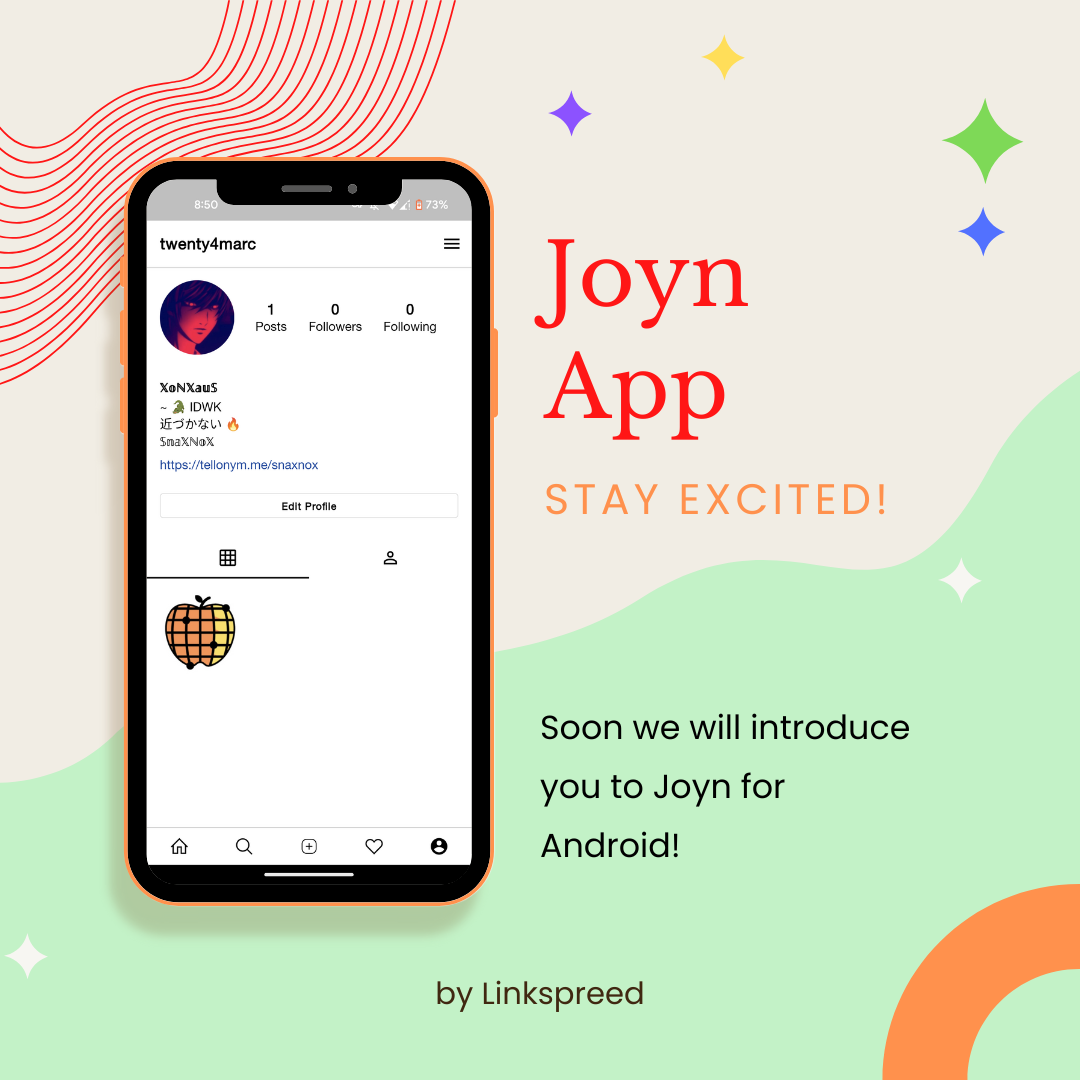 8:50
73%
twenty4marc
1
Posts
0
Followers
0
Following
𝕏𝕠ℕ𝕏𝕒𝕦𝕊
~ 🐊 IDWK
近づかない 🔥
𝕊𝕞𝕒𝕏ℕ𝕠𝕏
https://tellonym.me/snaxnox
Edit Profile
Joyn
App
STAY EXCITED!
Soon we will introduce
you to Joyn for
Android!
by Linkspreed